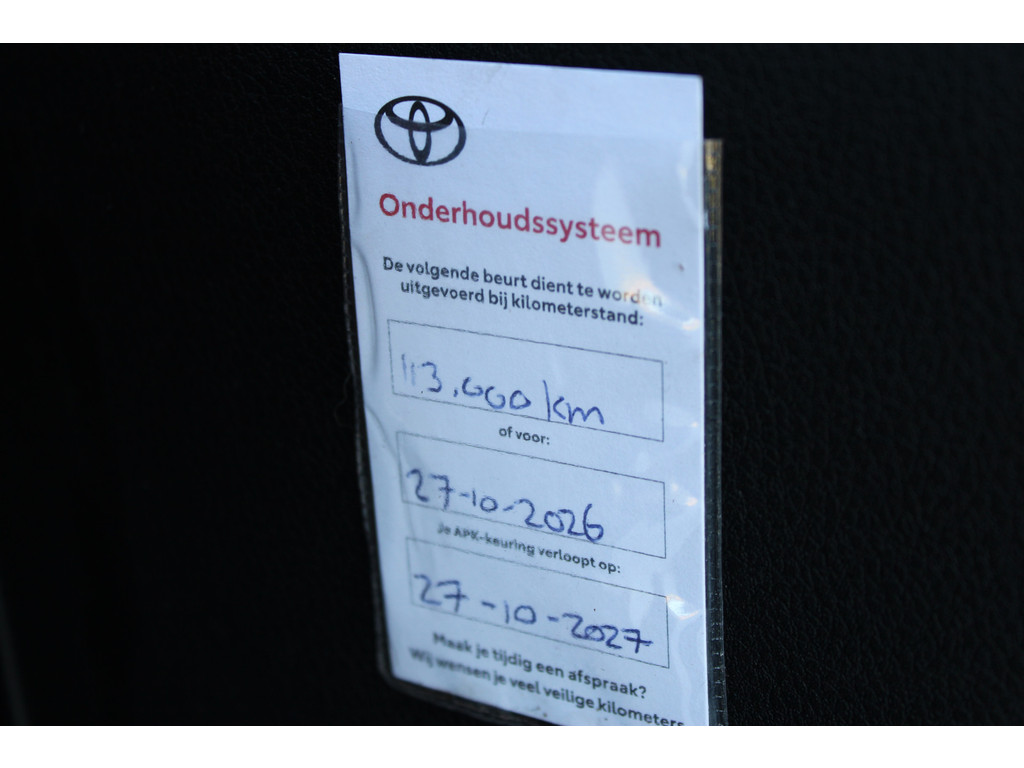 Onderhoudssysteem
De volgende beurt dient te worden
uitgevoerd bij kilometerstand:
113.000 km
of voor:
27-10-2026
Je APK-keuring verloopt op:
27-10-2027
Maak je tijdig een afspraak?
Wij wensen je veel veilige kilometers